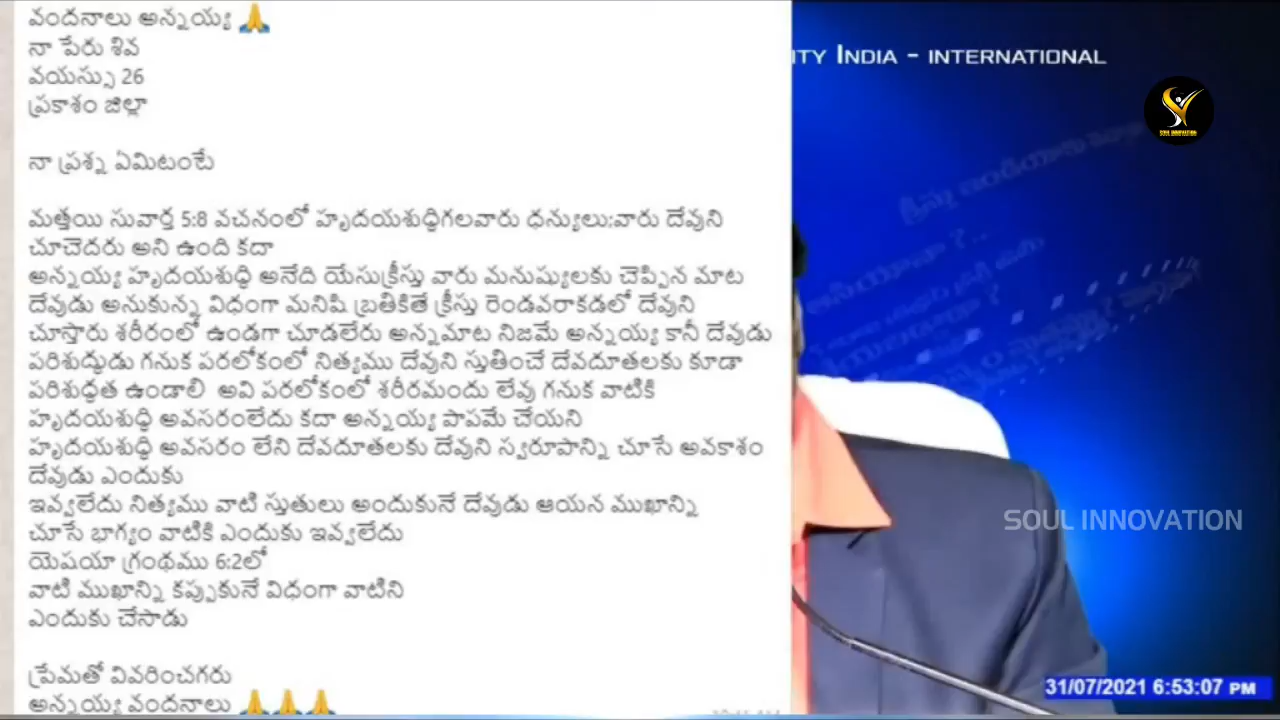 వందనాలు అన్నయ్య 🙏
నా పేరు శివ
వయస్సు 26
ప్రకాశం జిల్లా
నా ప్రశ్న ఏమిటంటే
మత్తయి సువార్త 5:8 వచనంలో హృదయశుద్ధిగలవారు ధన్యులు;వారు దేవుని
చూచెదరు అని ఉంది కదా
అన్నయ్య హృదయశుద్ధి అనేది యేసుక్రీస్తు వారు మనుష్యులకు చెప్పిన మాట
దేవుడు అనుకున్న విధంగా మనిషి బ్రతికితే క్రీస్తు రెండవరాకడలో దేవుని
చూస్తారు శరీరంలో ఉండగా చూడలేరు అన్నమాట నిజమే అన్నయ్య కానీ దేవుడు
పరిశుద్ధుడు గనుక పరలోకంలో నిత్యము దేవుని స్తుతించే దేవదూతలకు కూడా
పరిశుద్ధత ఉండాలి అవి పరలోకంలో శరీరమందు లేవు గనుక వాటికి
హృదయశుద్ధి అవసరంలేదు కదా అన్నయ్య పాపమే చేయని
హృదయశుద్ధి అవసరం లేని దేవదూతలకు దేవుని స్వరూపాన్ని చూసే అవకాశం
దేవుడు ఎందుకు
ఇవ్వలేదు నిత్యము వాటి స్తుతులు అందుకునే దేవుడు ఆయన ముఖాన్ని
చూసే భాగ్యం వాటికి ఎందుకు ఇవ్వలేదు
యెషయా గ్రంథము 6:2లో
వాటి ముఖాన్ని కప్పుకునే విధంగా వాటిని
ఎందుకు చేసాడు
ప్రేమతో వివరించగరు
అన్నయ్య వందనాలు 🙏🙏🙏
ITY INDIA - INTERNATIONAL
SOUL INNOVATION
SOUL INNOVATION
31/07/2021 6:53:07 PM